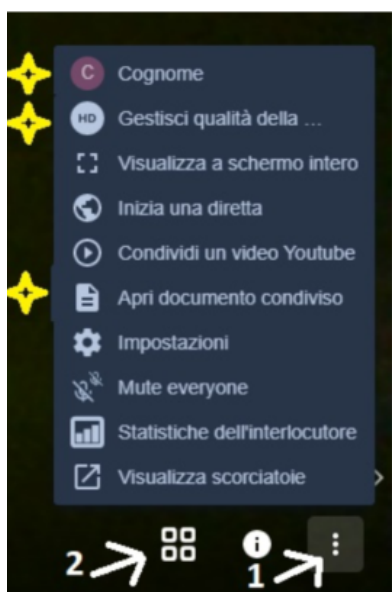 C Cognome
HD Gestisci qualità della ...
Visualizza a schermo intero
Inizia una diretta
Condividi un video Youtube
Apri documento condiviso
Impostazioni
Mute everyone
Statistiche dell'interlocutore
Visualizza scorciatoie
2 i
1